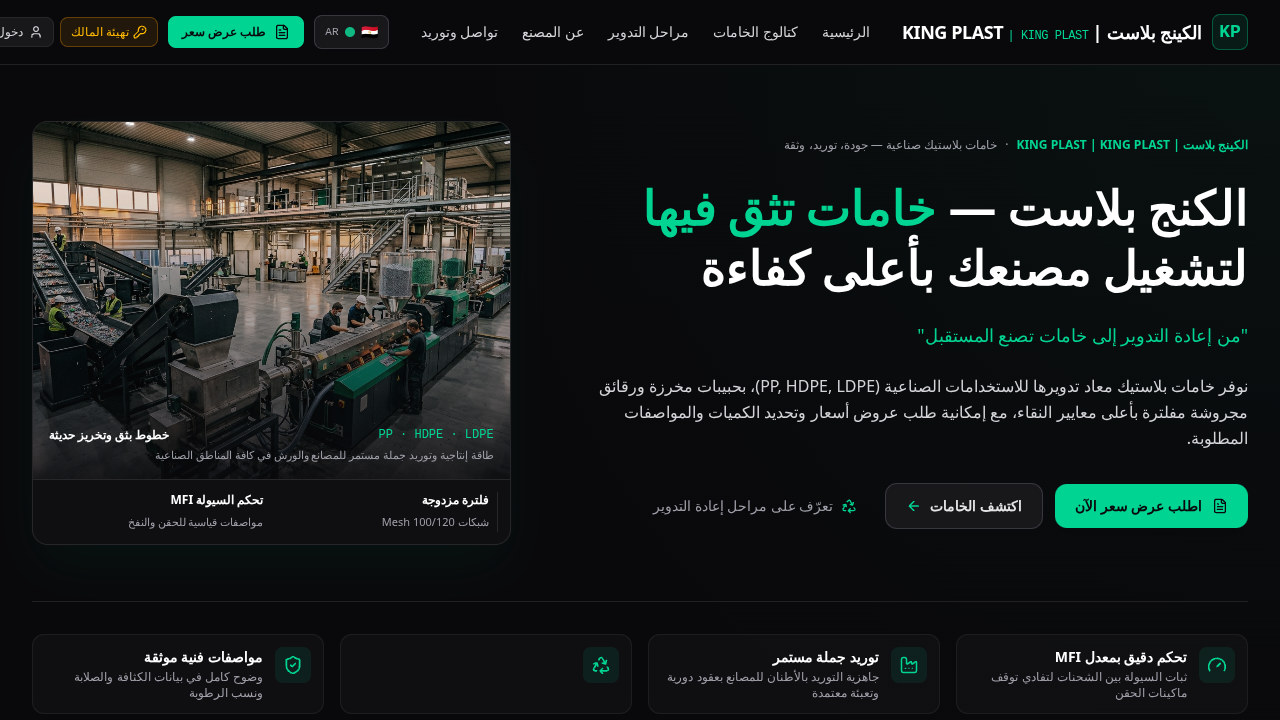 KP
الكينج بلاست | KING PLAST | KING PLAST
الرئيسية
كتالوج الخامات
مراحل التدوير
عن المصنع
تواصل وتوريد
AR
طلب عرض سعر
تهيئة المالك
دخول
الكينج بلاست | KING PLAST | KING PLAST · خامات بلاستيك صناعية — جودة، توريد، وثقة
الكنج بلاست — خامات تثق فيها
لتشغيل مصنعك بأعلى كفاءة
"من إعادة التدوير إلى خامات تصنع المستقبل"
نوفر خامات بلاستيك معاد تدويرها للاستخدامات الصناعية (PP, HDPE, LDPE)، بحبيبات مخرزة ورقائق
مجروشة مفلترة بأعلى معايير النقاء، مع إمكانية طلب عروض أسعار وتحديد الكميات والمواصفات
المطلوبة.
اطلب عرض سعر الآن
اكتشف الخامات
تعرّف على مراحل إعادة التدوير
PP · HDPE · LDPE
خطوط بثق وتخريز حديثة
طاقة إنتاجية وتوريد جملة مستمر للمصانع والورش في كافة المناطق الصناعية
فلترة مزدوجة
شبكات Mesh 100/120
تحكم السيولة MFI
مواصفات قياسية للحقن والنفخ
تحكم دقيق بمعدل MFI
ثبات السيولة بين الشحنات لتفادي توقف
ماكينات الحقن
توريد جملة مستمر
جاهزية التوريد بالأطنان للمصانع بعقود دورية
وتعبئة معتمدة
مواصفات فنية موثقة
وضوح كامل في بيانات الكثافة والصلابة
ونسب الرطوبة